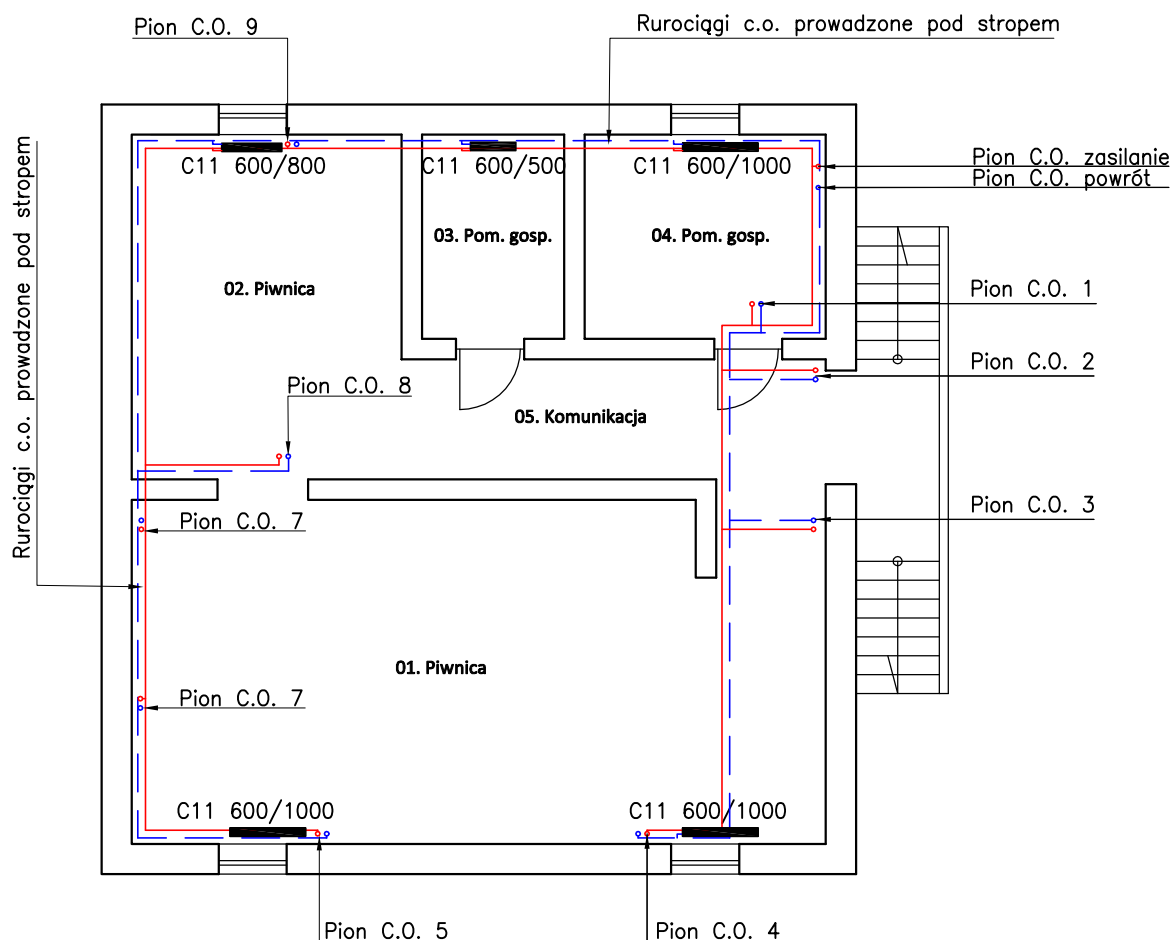 Pion C.O. 9
Rurociągi c.o. prowadzone pod stropem
C11 600/800
C11 600/500
C11 600/1000
Pion C.O. zasilanie
Pion C.O. powrót
03. Pom. gosp.
04. Pom. gosp.
02. Piwnica
Pion C.O. 1
Rurociągi c.o. prowadzone pod stropem
Pion C.O. 2
Pion C.O. 8
05. Komunikacja
Pion C.O. 7
Pion C.O. 3
01. Piwnica
Pion C.O. 7
C11 600/1000
C11 600/1000
Pion C.O. 5
Pion C.O. 4